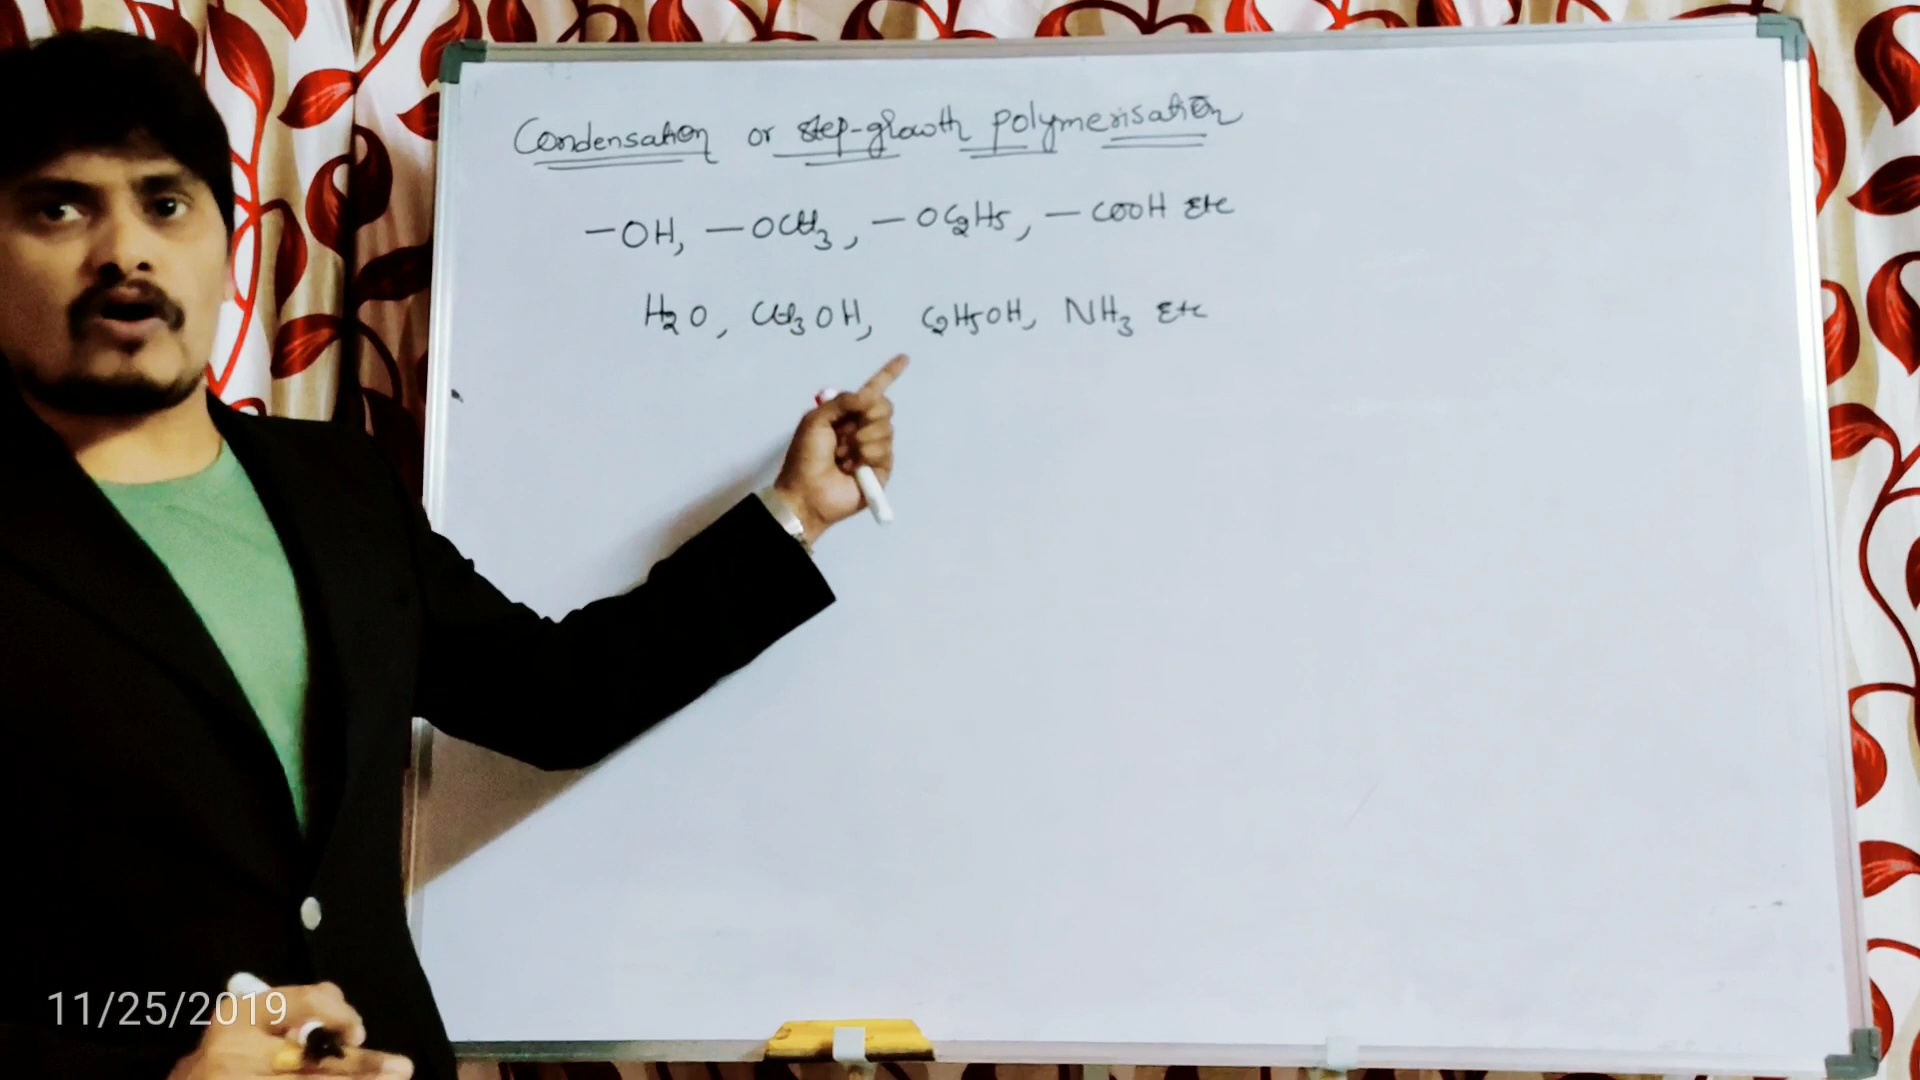 Condensation or step-growth polymerisation
—OH, —OCH3, —OC2H5, —COOH Etc
H2O, CH3OH, C2H5OH, NH3 Etc
11/25/2019